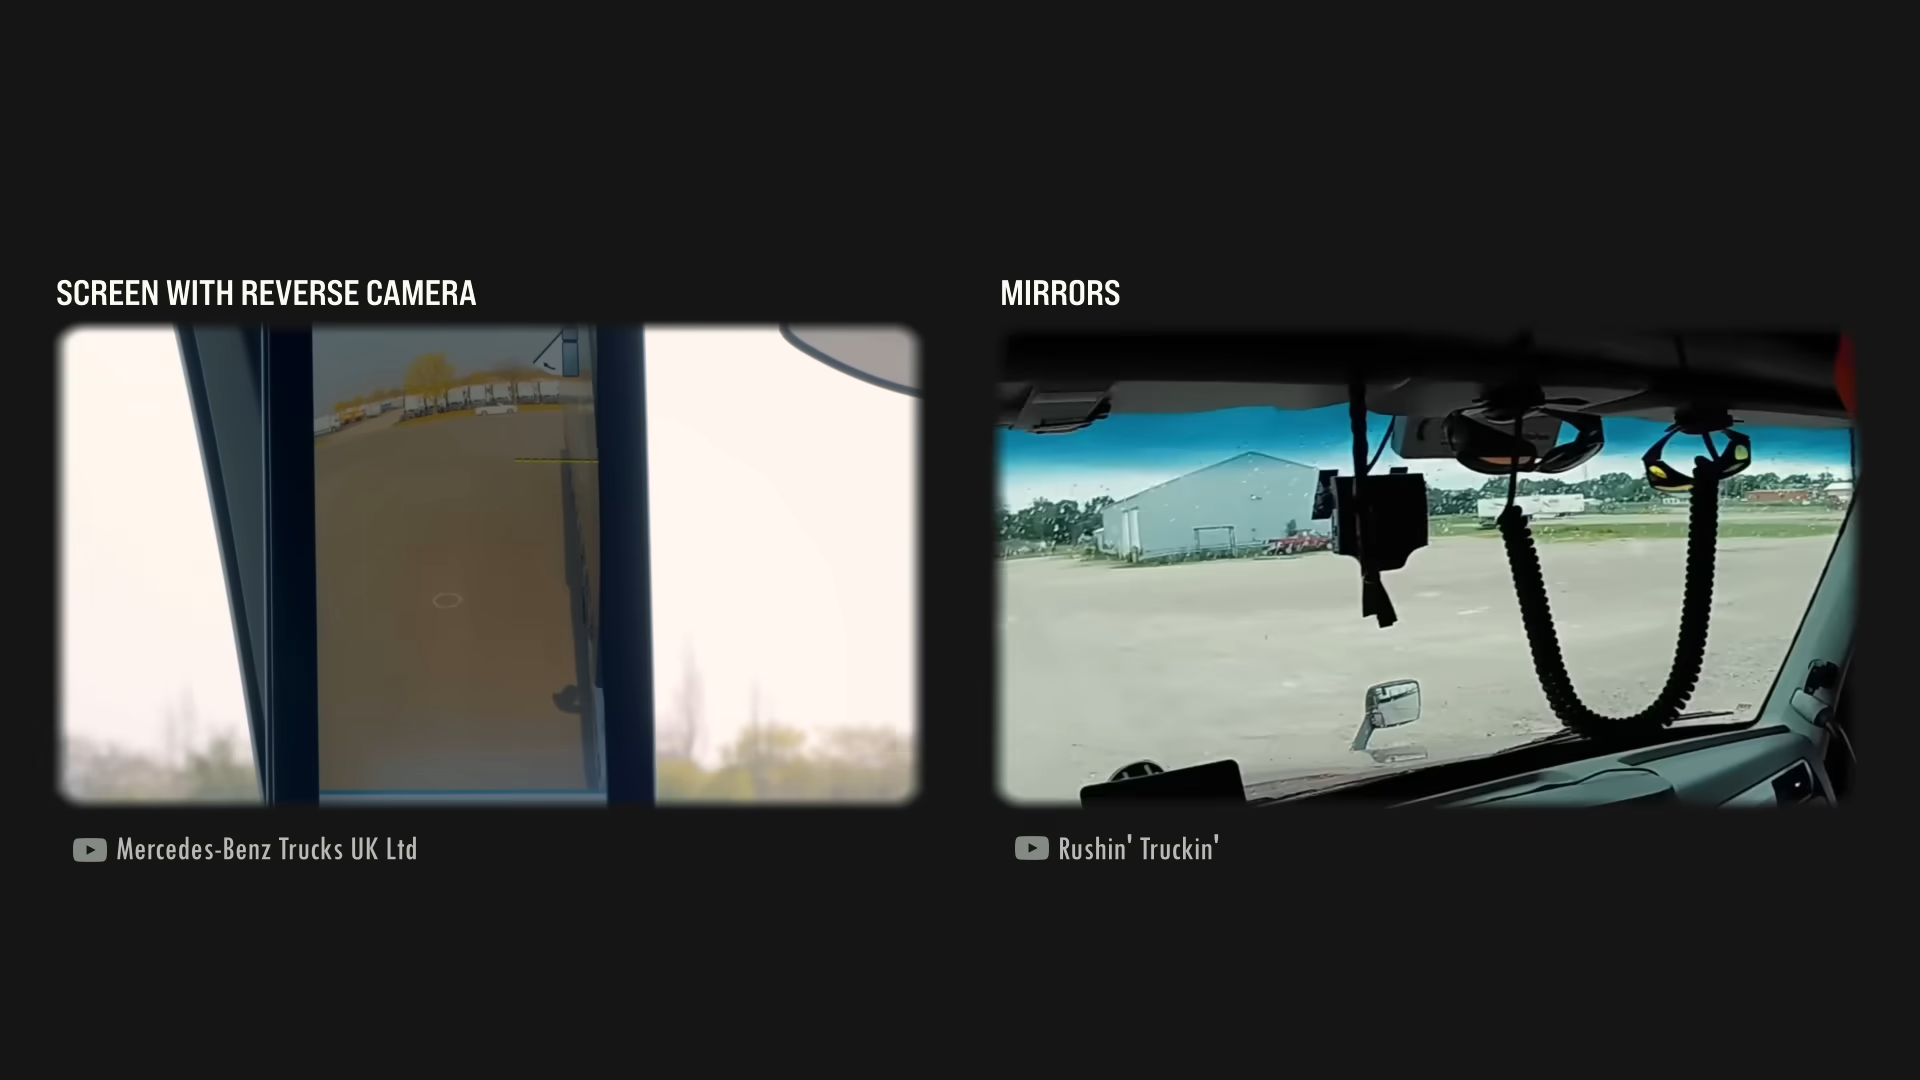 SCREEN WITH REVERSE CAMERA
MIRRORS
Mercedes-Benz Trucks UK Ltd
Rushin' Truckin'